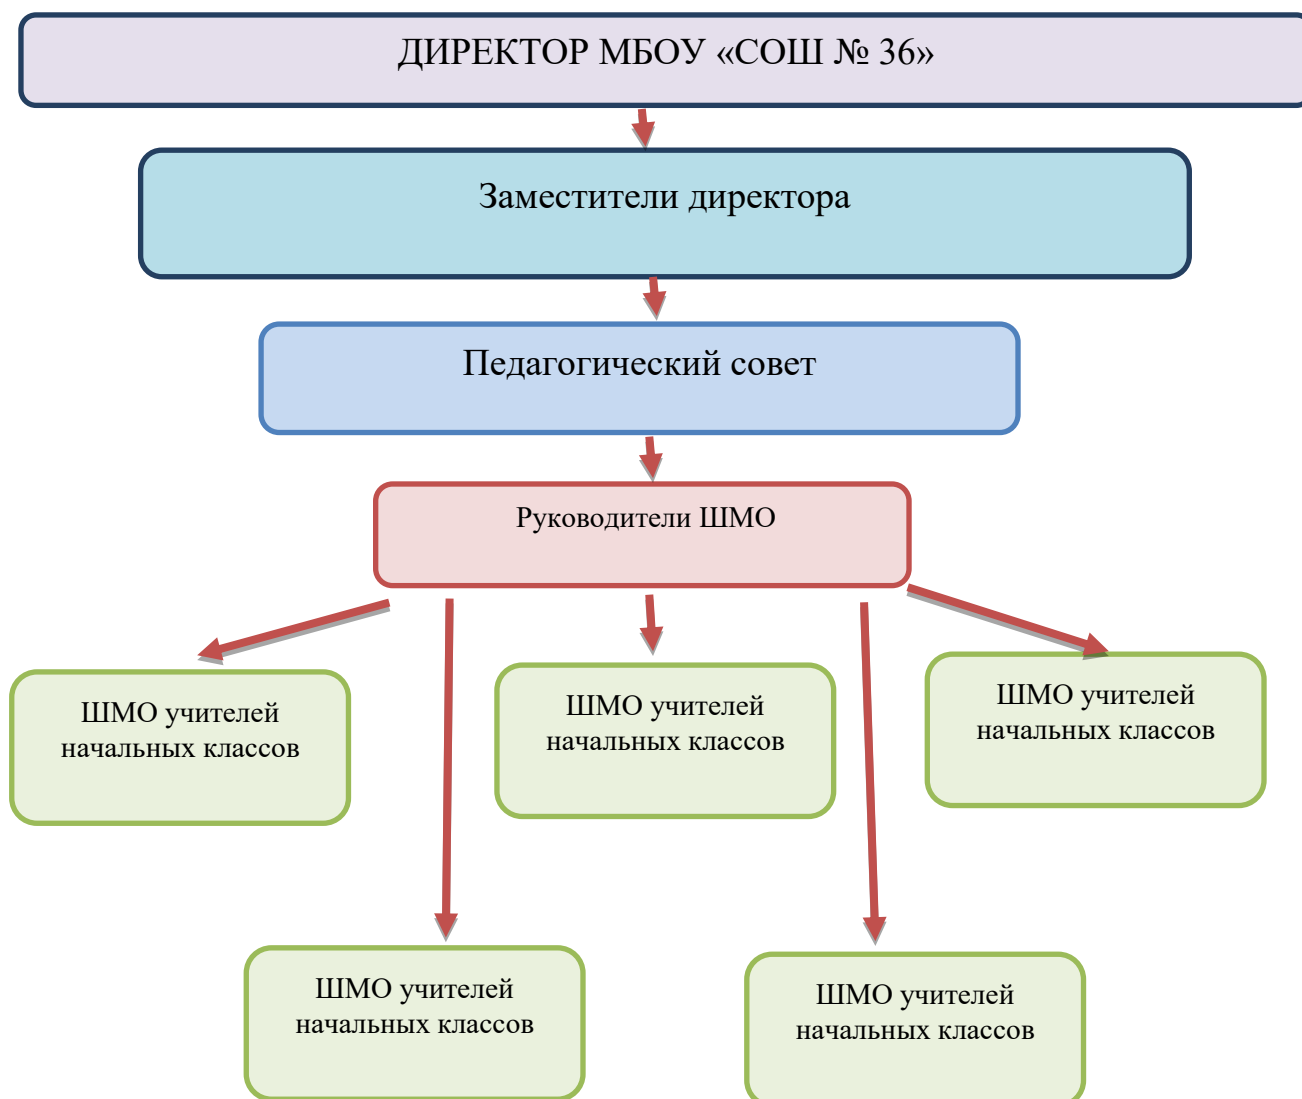 ДИРЕКТОР МБОУ «СОШ № 36»
Заместители директора
Педагогический совет
Руководители ШМО
ШМО учителей
начальных классов
ШМО учителей
начальных классов
ШМО учителей
начальных классов
ШМО учителей
начальных классов
ШМО учителей
начальных классов